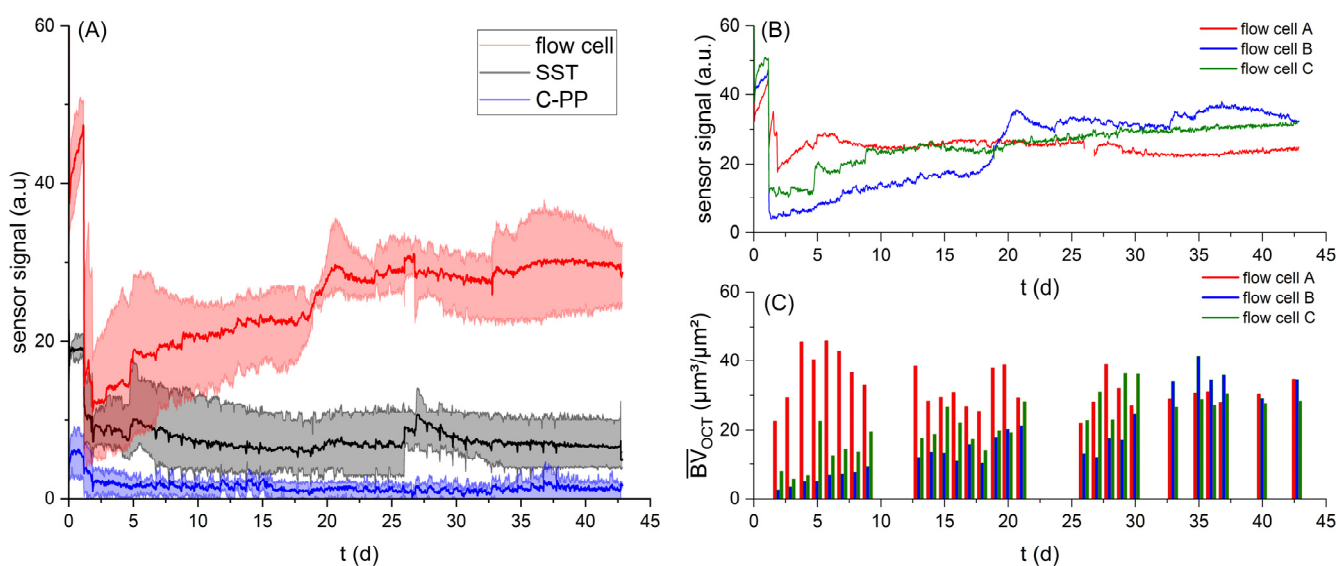 (A)
flow cell
SST
C-PP
sensor signal (a.u)
60
40
20
0
0 5 10 15 20 25 30 35 40 45
t (d)
(B)
flow cell A
flow cell B
flow cell C
sensor signal (a.u.)
60
40
20
0
0 5 10 15 20 25 30 35 40 45
t (d)
(C)
flow cell A
flow cell B
flow cell C
BV̅OCT (µm³/µm²)
60
40
20
0
0 5 10 15 20 25 30 35 40 45
t (d)